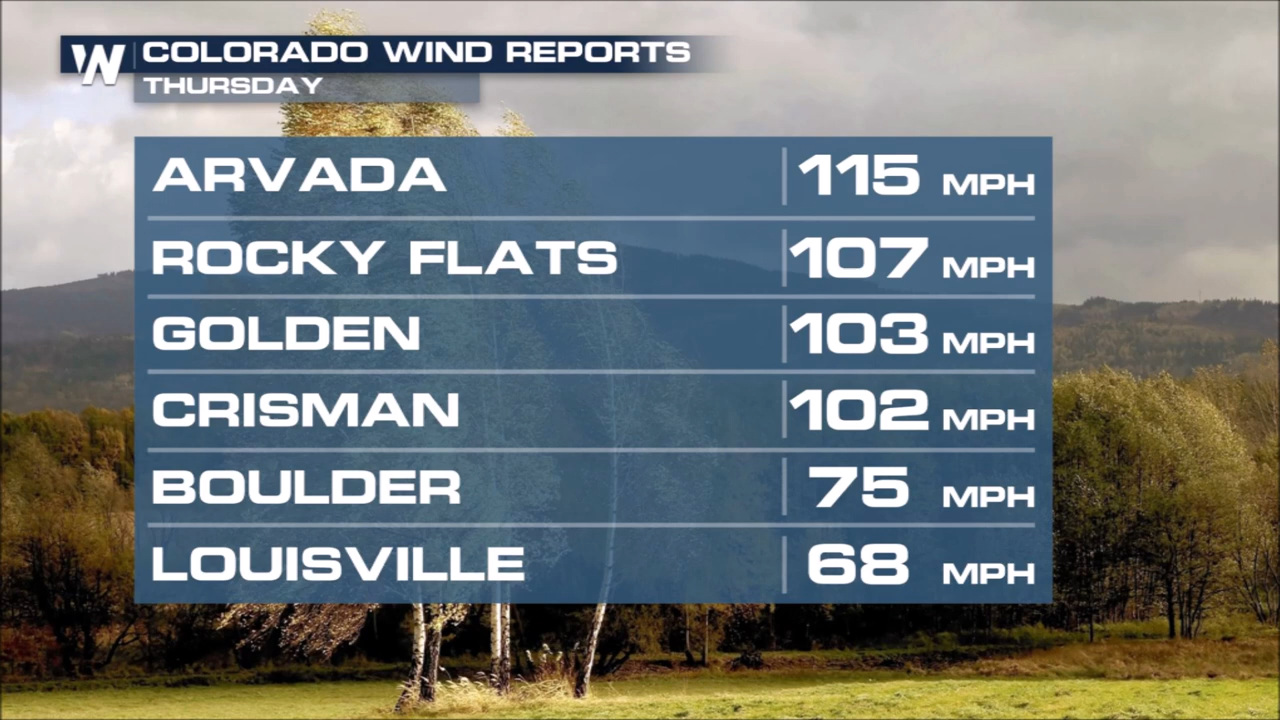 W COLORADO WIND REPORTS
THURSDAY
ARVADA 115 MPH
ROCKY FLATS 107 MPH
GOLDEN 103 MPH
CRISMAN 102 MPH
BOULDER 75 MPH
LOUISVILLE 68 MPH